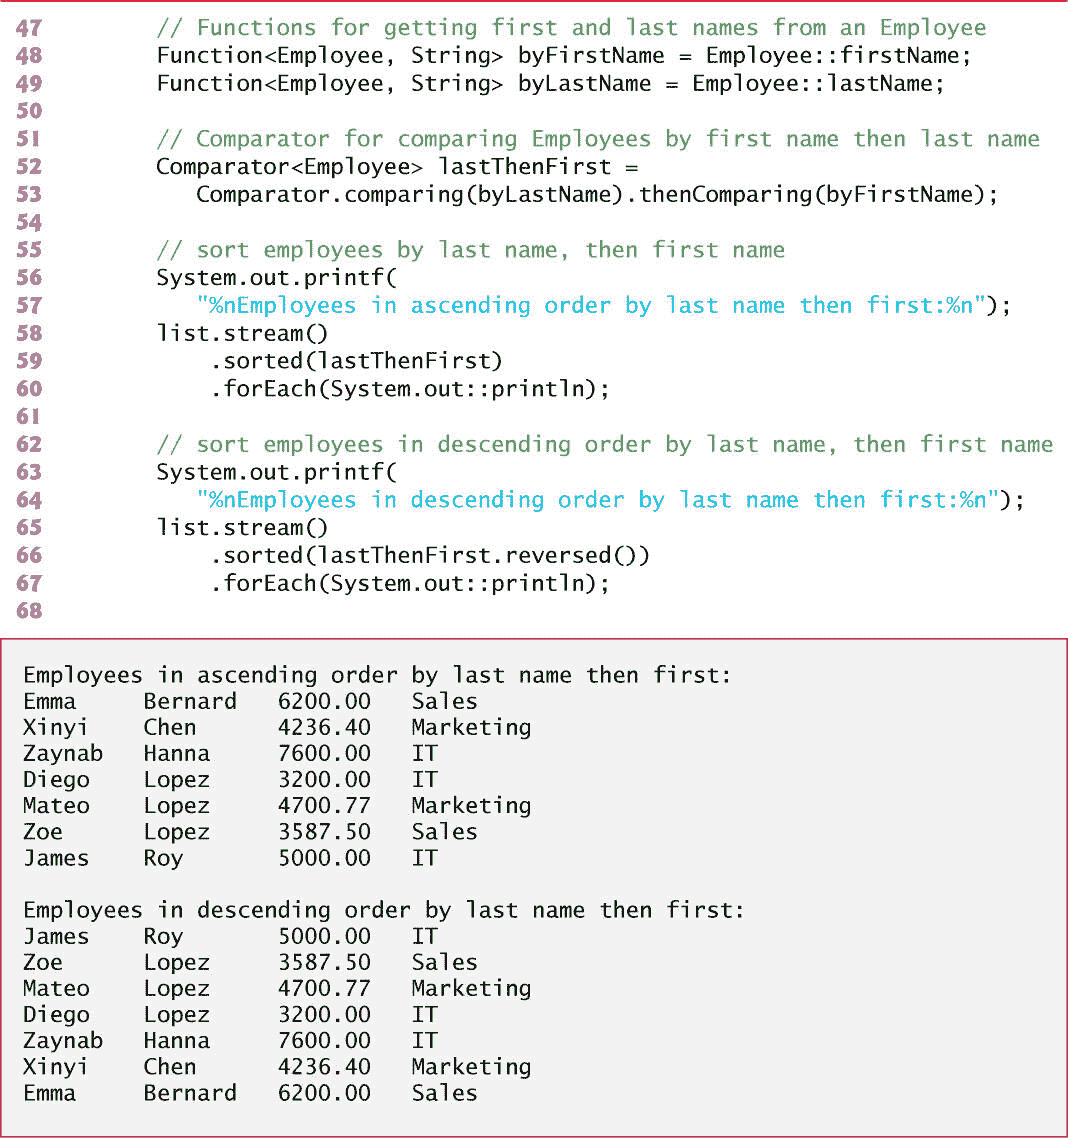 47 // Functions for getting first and last names from an Employee
48 Function<Employee, String> byFirstName = Employee::firstName;
49 Function<Employee, String> byLastName = Employee::lastName;
50
51 // Comparator for comparing Employees by first name then last name
52 Comparator<Employee> lastThenFirst =
53 Comparator.comparing(byLastName).thenComparing(byFirstName);
54
55 // sort employees by last name, then first name
56 System.out.printf(
57 "%nEmployees in ascending order by last name then first:%n");
58 list.stream()
59 .sorted(lastThenFirst)
60 .forEach(System.out::println);
61
62 // sort employees in descending order by last name, then first name
63 System.out.printf(
64 "%nEmployees in descending order by last name then first:%n");
65 list.stream()
66 .sorted(lastThenFirst.reversed())
67 .forEach(System.out::println);
68
Employees in ascending order by last name then first:
Emma Bernard 6200.00 Sales
Xinyi Chen 4236.40 Marketing
Zaynab Hanna 7600.00 IT
Diego Lopez 3200.00 IT
Mateo Lopez 4700.77 Marketing
Zoe Lopez 3587.50 Sales
James Roy 5000.00 IT
Employees in descending order by last name then first:
James Roy 5000.00 IT
Zoe Lopez 3587.50 Sales
Mateo Lopez 4700.77 Marketing
Diego Lopez 3200.00 IT
Zaynab Hanna 7600.00 IT
Xinyi Chen 4236.40 Marketing
Emma Bernard 6200.00 Sales